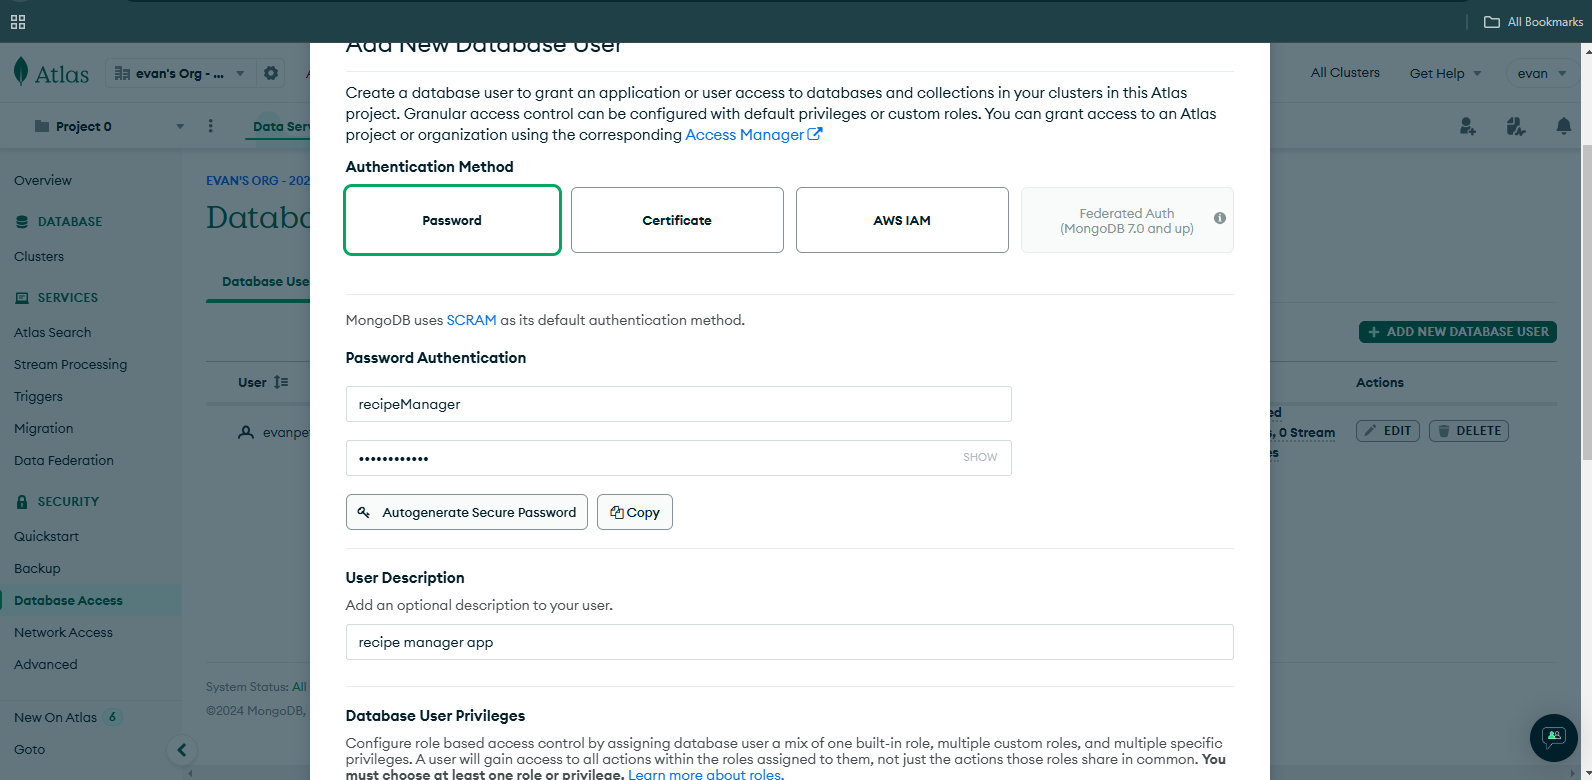 All Bookmarks
Add New Database User
Atlas
evan's Org - ...
All Clusters
Get Help
evan
Create a database user to grant an application or user access to databases and collections in your clusters in this Atlas
project. Granular access control can be configured with default privileges or custom roles. You can grant access to an Atlas
project or organization using the corresponding Access Manager
Project 0
Data Ser
Authentication Method
Overview
EVAN'S ORG - 202
Password
Certificate
AWS IAM
Federated Auth
(MongoDB 7.0 and up)
DATABASE
Clusters
Database Use
SERVICES
MongoDB uses SCRAM as its default authentication method.
Atlas Search
+ ADD NEW DATABASE USER
Password Authentication
Stream Processing
User
Actions
Triggers
recipeManager
Migration
evanpe
ed
, 0 Stream
es
EDIT
DELETE
Data Federation
••••••••••••
SHOW
SECURITY
Autogenerate Secure Password
Copy
Quickstart
Backup
User Description
Database Access
Add an optional description to your user.
Network Access
recipe manager app
Advanced
System Status: All
©2024 MongoDB,
New On Atlas 6
Database User Privileges
Goto
Configure role based access control by assigning database user a mix of one built-in role, multiple custom roles, and multiple specific
privileges. A user will gain access to all actions within the roles assigned to them, not just the actions those roles share in common. You
must choose at least one role or privilege. Learn more about roles.